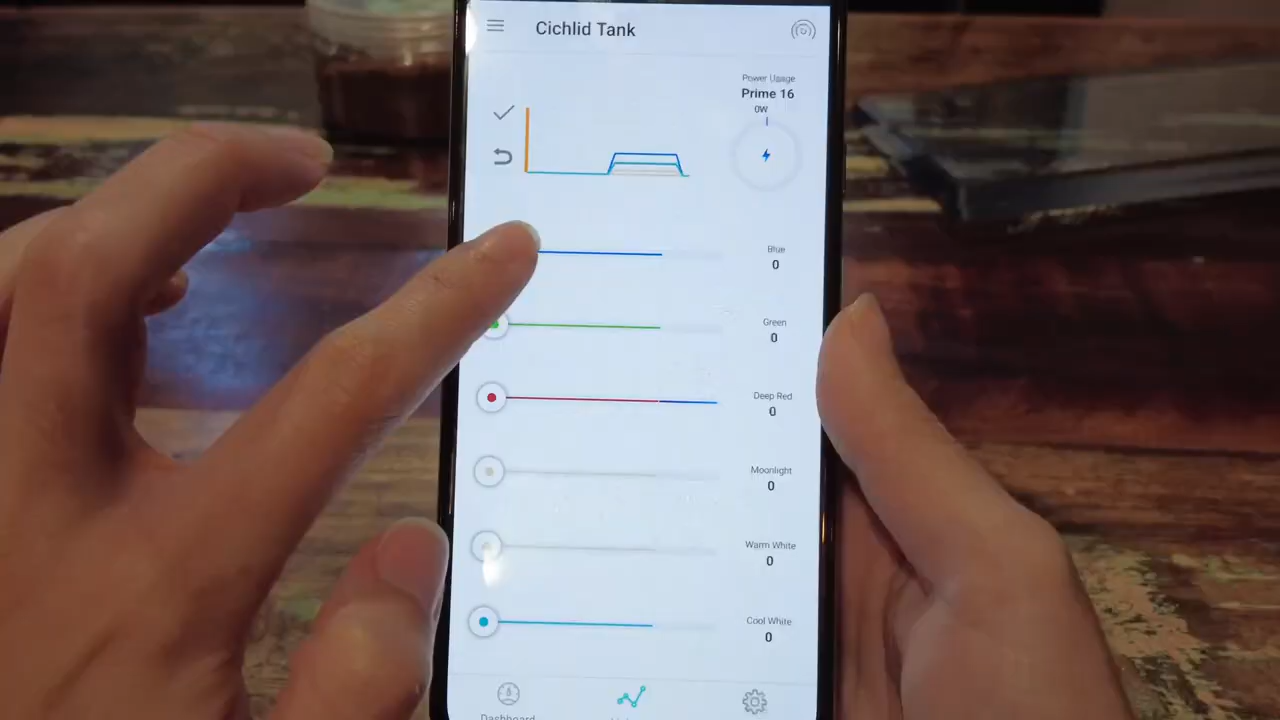 Cichlid Tank
Power Usage
Prime 16
0W
Blue
0
Green
0
Deep Red
0
Moonlight
0
Warm White
0
Cool White
0
Dashboard